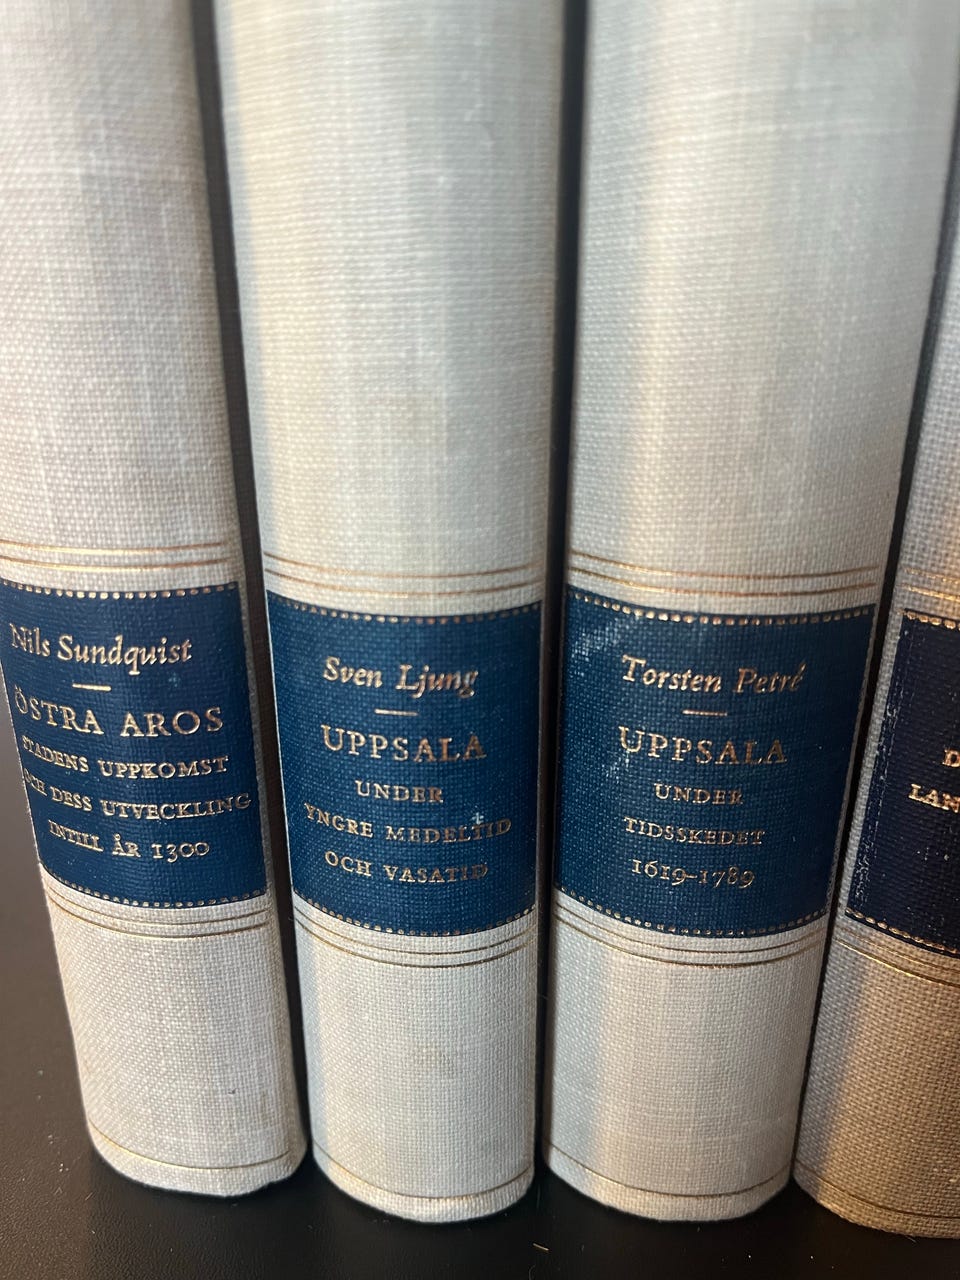 Nils Sundquist
ÖSTRA AROS
STADENS UPPKOMST
OCH DESS UTVECKLING
INTILL ÅR 1300
Sven Ljung
UPPSALA
UNDER
YNGRE MEDELTID
OCH VASATID
Torsten Petré
UPPSALA
UNDER
TIDSSKEDET
1619–1789